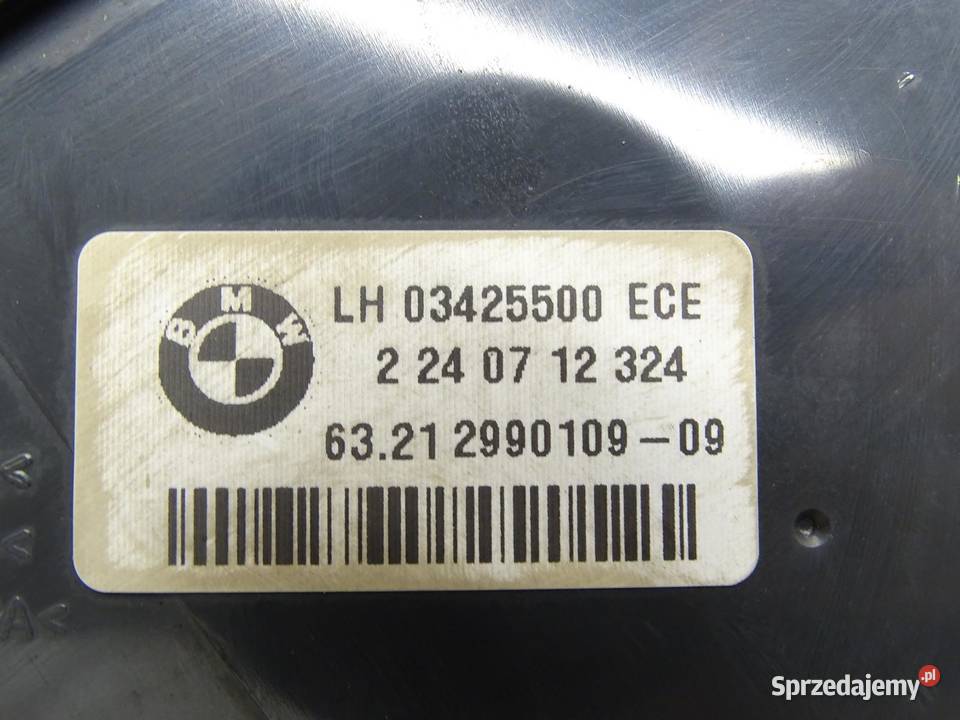 BMW
LH 03425500 ECE
2 24 07 12 324
63.21 2990109-09
Sprzedajemy.pl